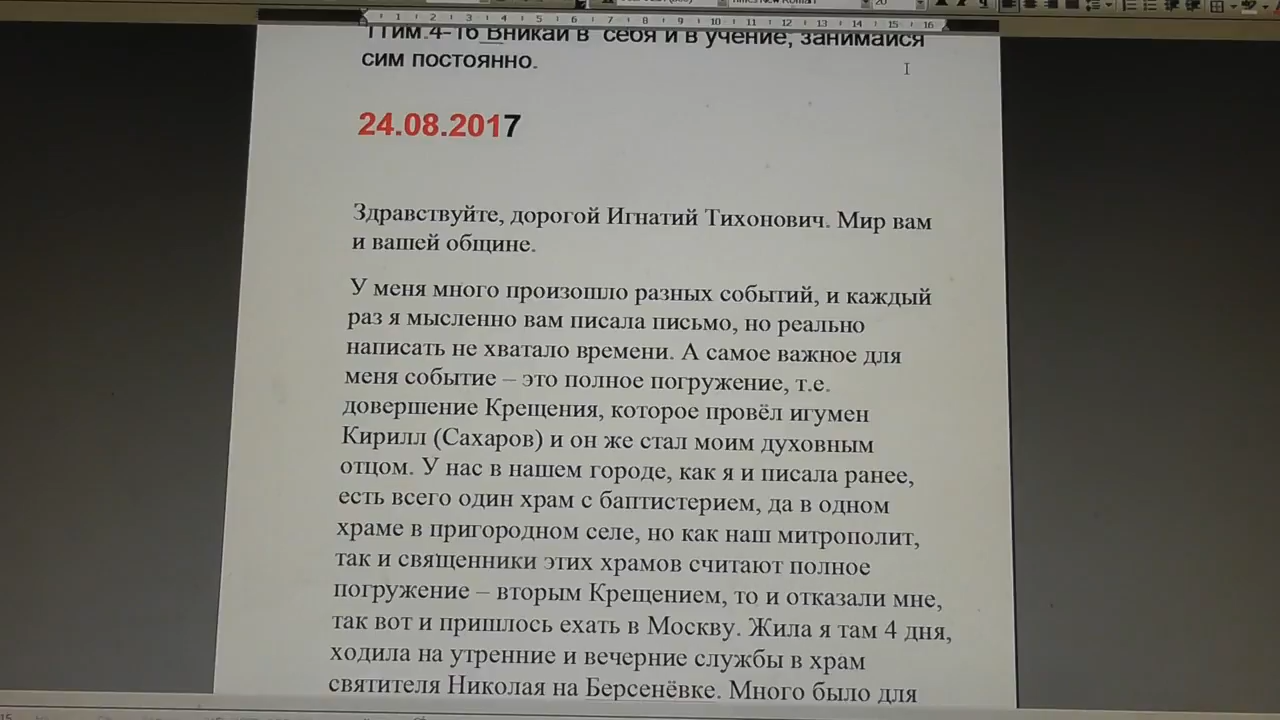 1Тим.4-16 Вникай в себя и в учение, занимайся
сим постоянно.
24.08.2017
Здравствуйте, дорогой Игнатий Тихонович. Мир вам
и вашей общине.
У меня много произошло разных событий, и каждый
раз я мысленно вам писала письмо, но реально
написать не хватало времени. А самое важное для
меня событие – это полное погружение, т.е.
довершение Крещения, которое провёл игумен
Кирилл (Сахаров) и он же стал моим духовным
отцом. У нас в нашем городе, как я и писала ранее,
есть всего один храм с баптистерием, да в одном
храме в пригородном селе, но как наш митрополит,
так и священники этих храмов считают полное
погружение – вторым Крещением, то и отказали мне,
так вот и пришлось ехать в Москву. Жила я там 4 дня,
ходила на утренние и вечерние службы в храм
святителя Николая на Берсенёвке. Много было для